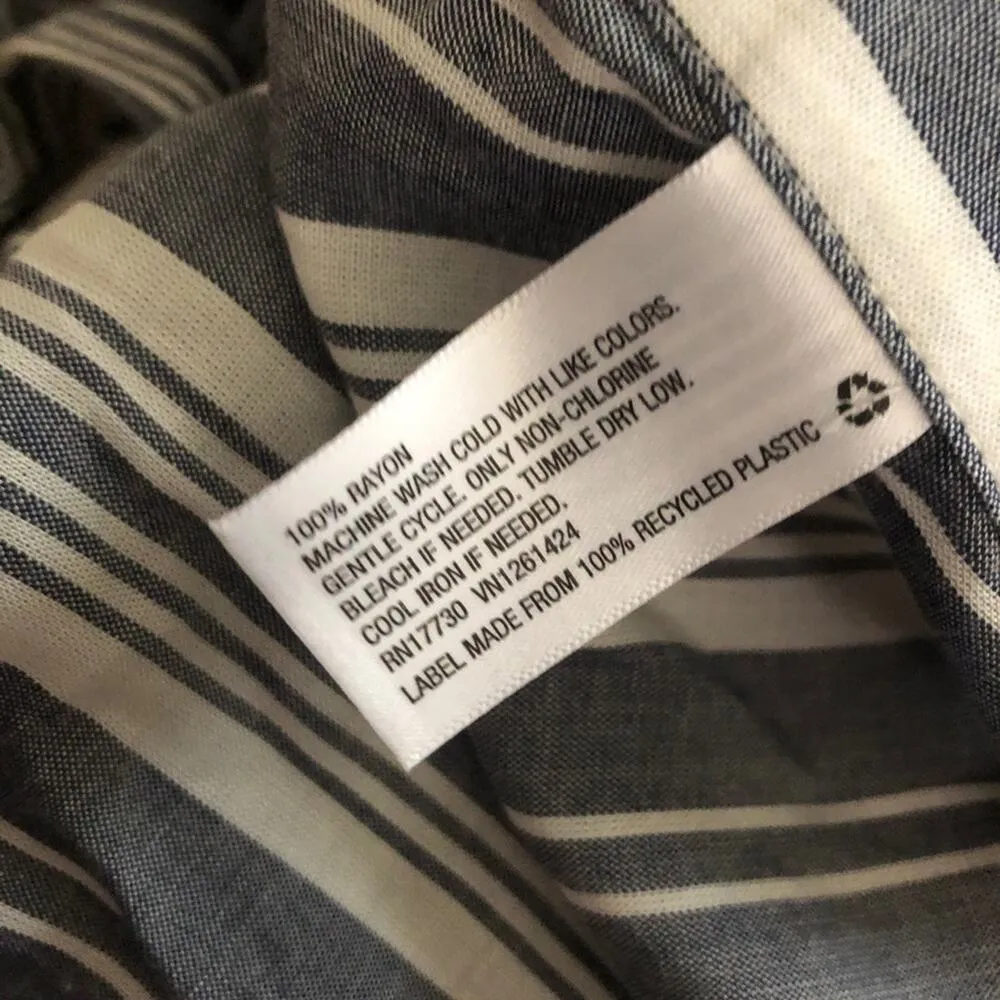 100% RAYON
MACHINE WASH COLD WITH LIKE COLORS.
GENTLE CYCLE. ONLY NON-CHLORINE
BLEACH IF NEEDED. TUMBLE DRY LOW.
COOL IRON IF NEEDED.
RN17730 VN1261424
LABEL MADE FROM 100% RECYCLED PLASTIC